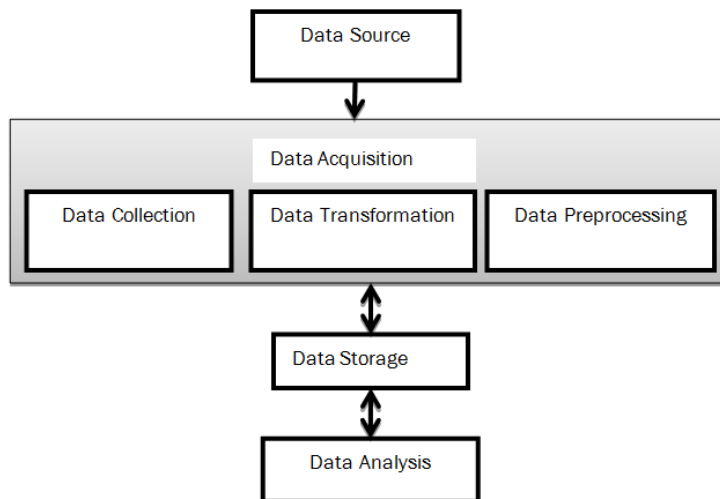 Data Source
Data Acquisition
Data Collection
Data Transformation
Data Preprocessing
Data Storage
Data Analysis